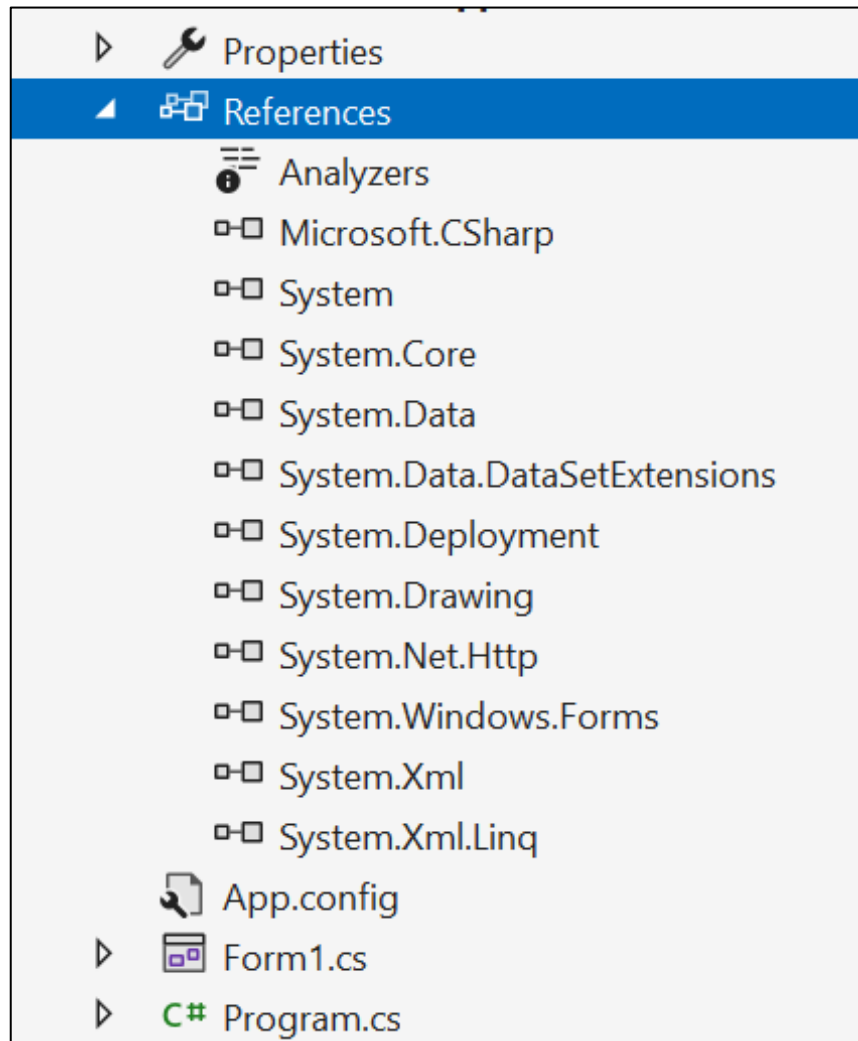 Properties
References
Analyzers
Microsoft.CSharp
System
System.Core
System.Data
System.Data.DataSetExtensions
System.Deployment
System.Drawing
System.Net.Http
System.Windows.Forms
System.Xml
System.Xml.Linq
App.config
Form1.cs
C# Program.cs